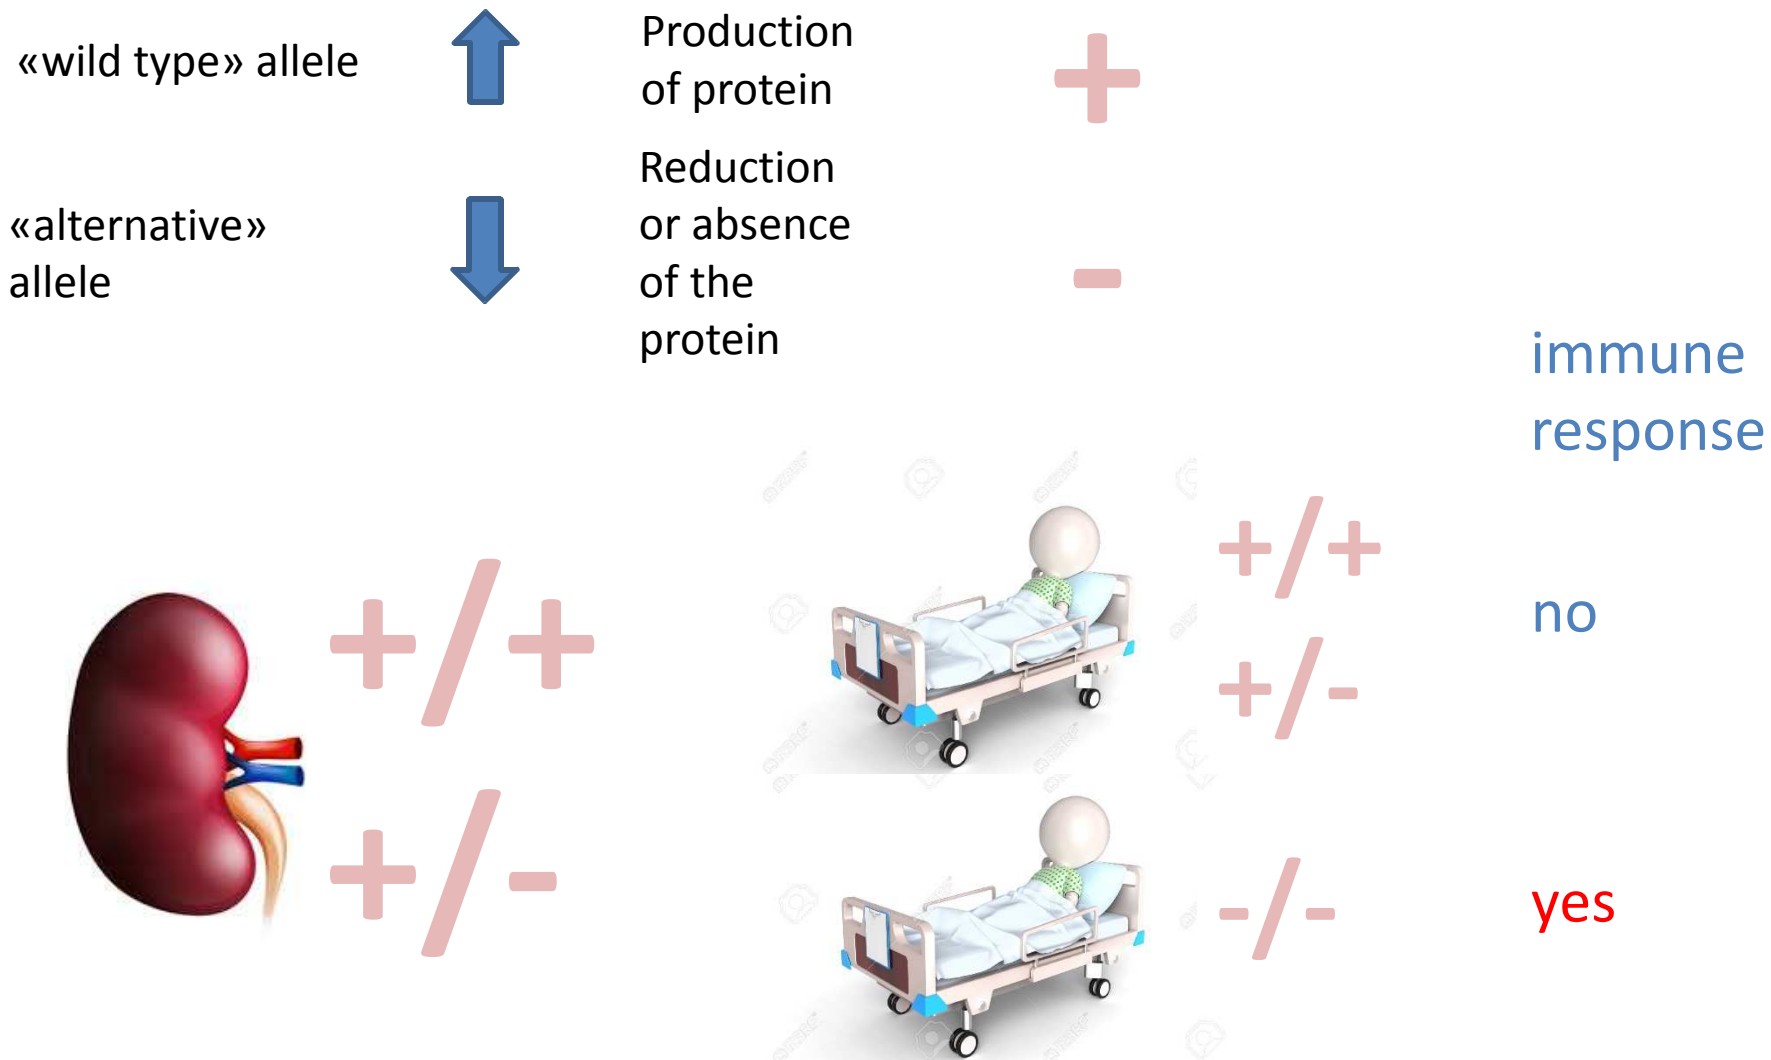 «wild type» allele
Production
of protein
+
«alternative»
allele
Reduction
or absence
of the
protein
-
immune
response
+/+
+/+
no
+/-
+/-
-/-
yes